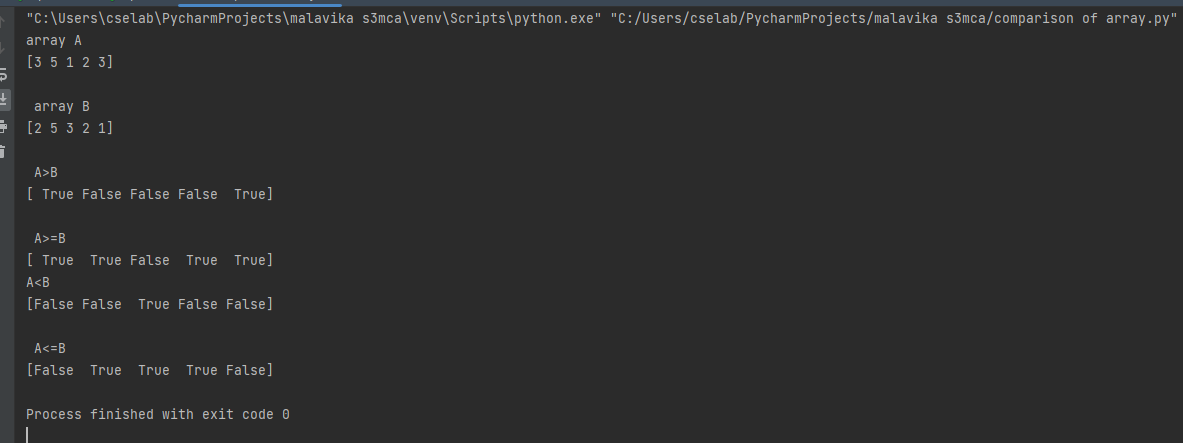 "C:\Users\cselab\PycharmProjects\malavika s3mca\venv\Scripts\python.exe" "C:/Users/cselab/PycharmProjects/malavika s3mca/comparison of array.py"
array A
[3 5 1 2 3]
array B
[2 5 3 2 1]
A>B
[ True False False False  True]
A>=B
[ True  True False  True  True]
A<B
[False False  True False False]
A<=B
[False  True  True  True False]
Process finished with exit code 0